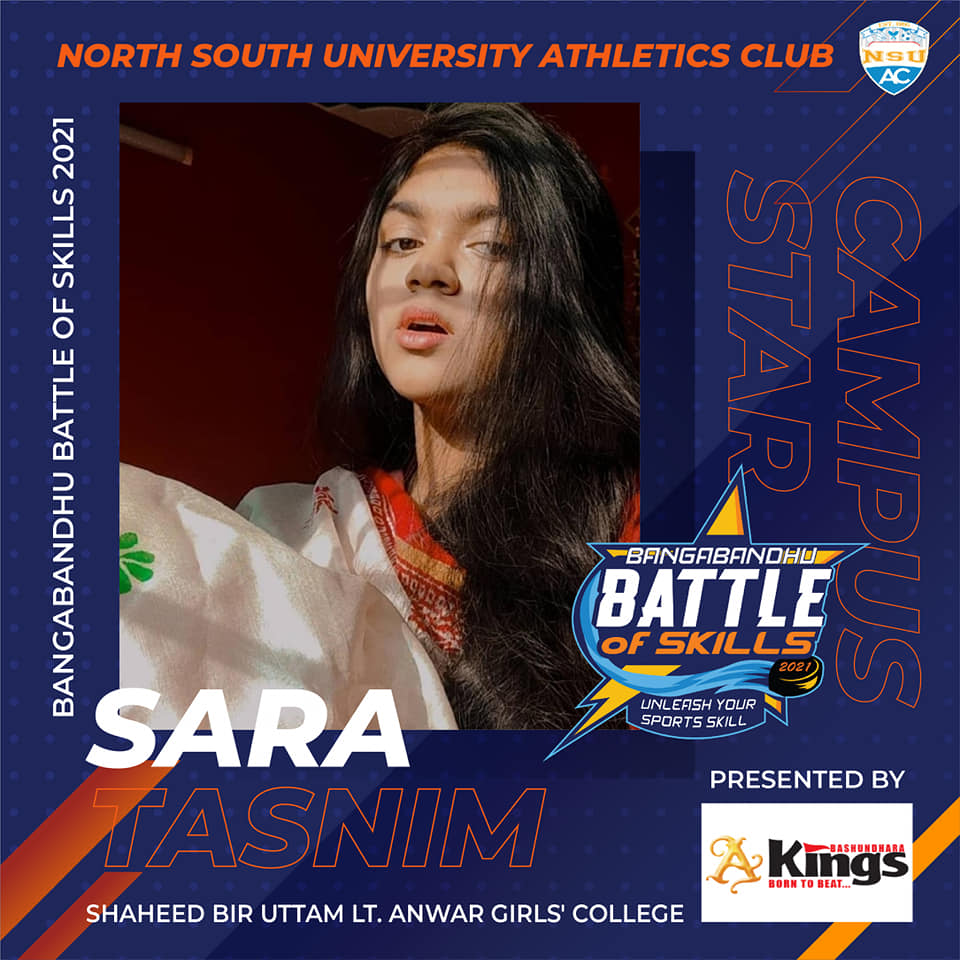 NORTH SOUTH UNIVERSITY ATHLETICS CLUB
NSU
AC
BANGABANDHU BATTLE OF SKILLS 2021
CAMPUS
STAR
BANGABANDHU
BATTLE
OF SKILLS
2021
UNLEASH YOUR
SPORTS SKILL
SARA
TASNIM
SHAHEED BIR UTTAM LT. ANWAR GIRLS' COLLEGE
PRESENTED BY
A
BASHUNDHARA
Kings
BORN TO BEAT...